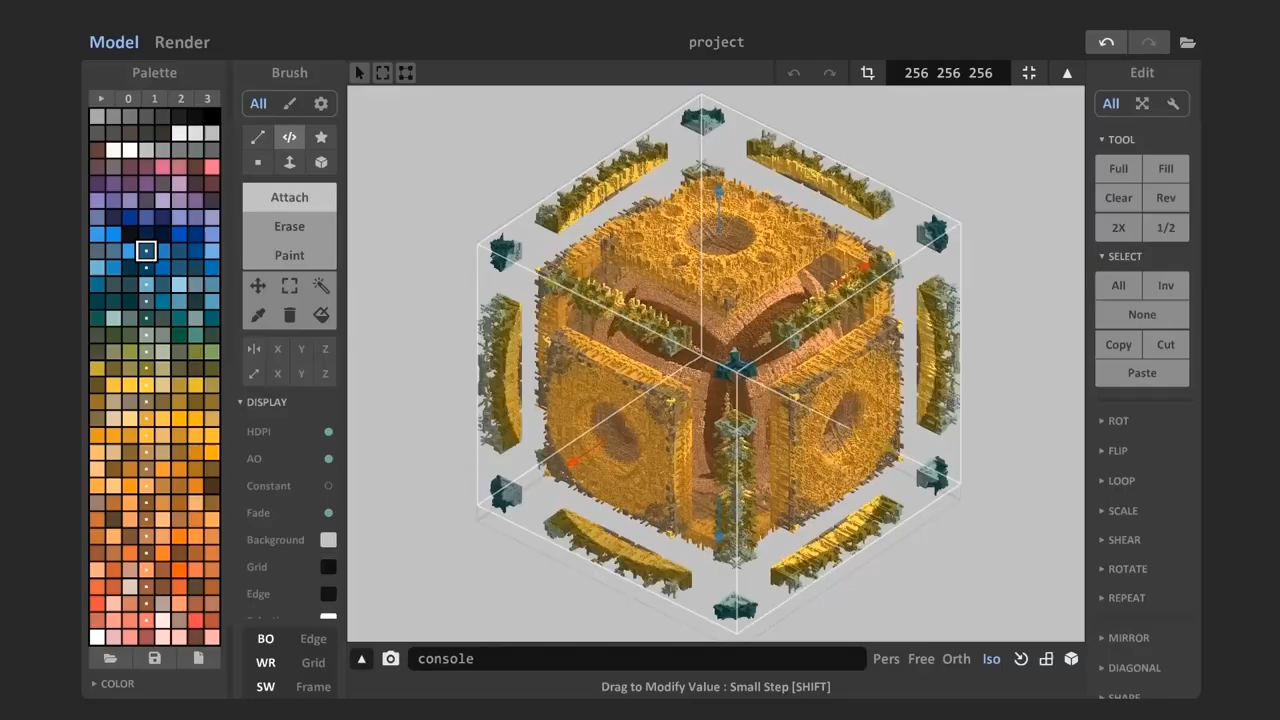 Model Render project
Palette Brush 256 256 256 Edit
0 1 2 3 All All
TOOL
Full Fill
Attach Clear Rev
Erase 2X 1/2
Paint SELECT
All Inv
None
X Y Z Copy Cut
X Y Z Paste
DISPLAY
HDPI ROT
AO FLIP
Constant LOOP
Fade SCALE
Background SHEAR
Grid ROTATE
Edge REPEAT
BO Edge MIRROR
WR Grid console Pers Free Orth Iso DIAGONAL
COLOR SW Frame Drag to Modify Value : Small Step [SHIFT]